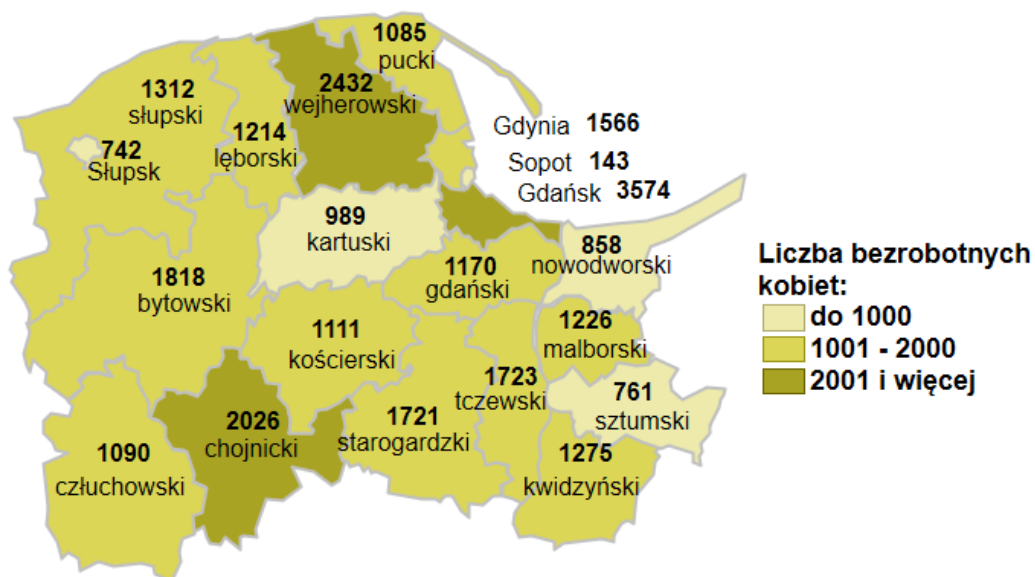 1085
pucki
1312
słupski
2432
wejherowski
Gdynia 1566
1214
lęborski
742
Słupsk
Sopot 143
Gdańsk 3574
989
kartuski
858
nowodworski
1170
gdański
1818
bytowski
1111
kościerski
1226
malborski
1723
tczewski
761
sztumski
1721
starogardzki
2026
chojnicki
1090
człuchowski
1275
kwidzyński
Liczba bezrobotnych
kobiet:
do 1000
1001 - 2000
2001 i więcej